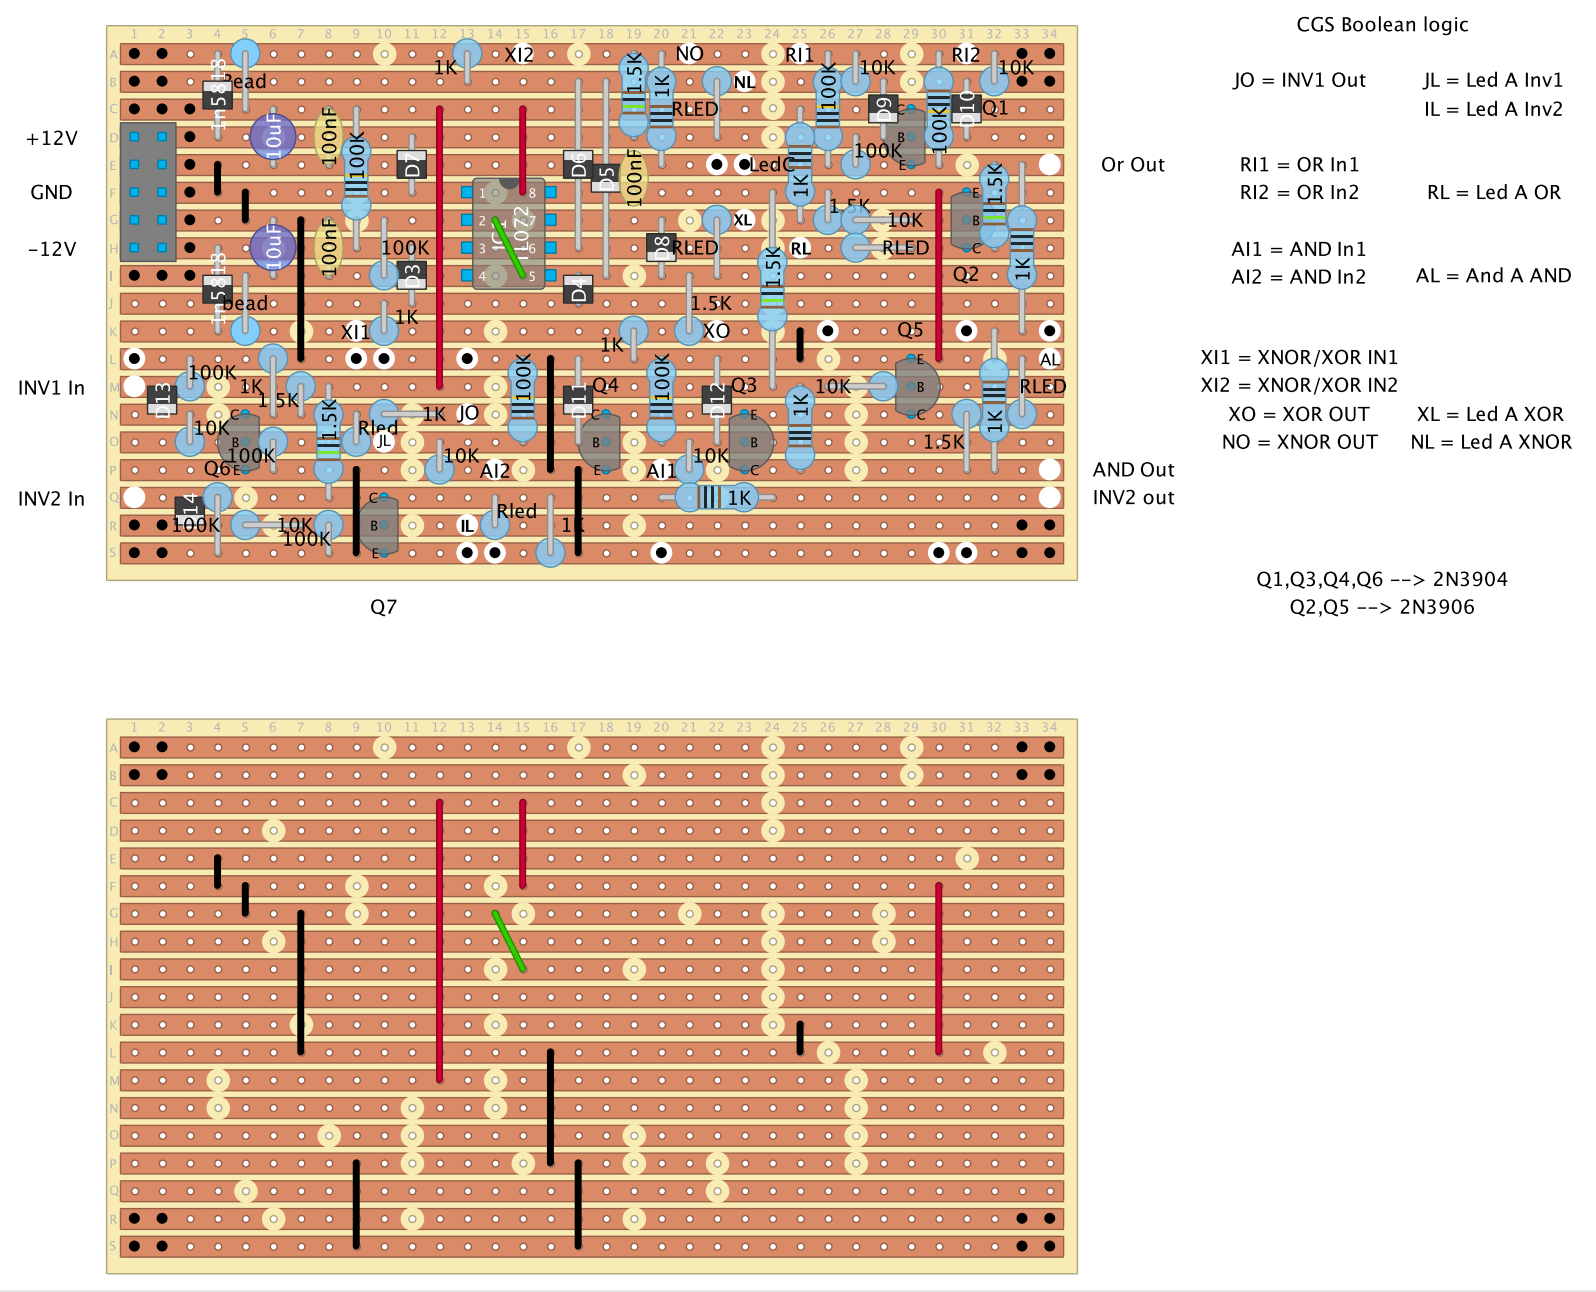 CGS Boolean logic
JO = INV1 Out
JL = Led A Inv1
IL = Led A Inv2
Or Out
RI1 = OR In1
RI2 = OR In2
RL = Led A OR
AI1 = AND In1
AI2 = AND In2
AL = And A AND
XI1 = XNOR/XOR IN1
XI2 = XNOR/XOR IN2
XO = XOR OUT
XL = Led A XOR
NO = XNOR OUT
NL = Led A XNOR
AND Out
INV2 out
Q1,Q3,Q4,Q6 --> 2N3904
Q2,Q5 --> 2N3906
+12V
GND
-12V
INV1 In
INV2 In
1 2 3 4 5 6 7 8 9 10 11 12 13 14 15 16 17 18 19 20 21 22 23 24 25 26 27 28 29 30 31 32 33 34
A
B
C
D
E
F
G
H
I
J
K
L
M
N
O
P
Q
R
S
1K XI2 NO RI1 RI2
1n5818 Bead 1.5K 1K NL 100K 10K 10K
RLED D9 C 100K D10 Q1
10uF 100nF 100K B
D7 D6 D5 100nF LedC 1K 100K E
1 8 1.5K E
2 7 XL 1.5K 10K B
IC1 TL072
10uF 100nF 100K 3 6 D8 RLED RL RLED C 1K
1n5818 D3 4 5 D4 1.5K Q2
bead 1.5K
XI1 1K 1K XO Q5
E AL
D13 100K 1K 1.5K 100K D11 Q4 100K D12 Q3 1K 10K B 1K RLED
C 1.5K 1K JO C E C
10K B Rled JL B B 1.5K
Q6 E 100K 10K AI2 E AI1 10K C
14 C 1K
100K 10K 100K B IL Rled 1K
E
Q7
1 2 3 4 5 6 7 8 9 10 11 12 13 14 15 16 17 18 19 20 21 22 23 24 25 26 27 28 29 30 31 32 33 34
A
B
C
D
E
F
G
H
I
J
K
L
M
N
O
P
Q
R
S